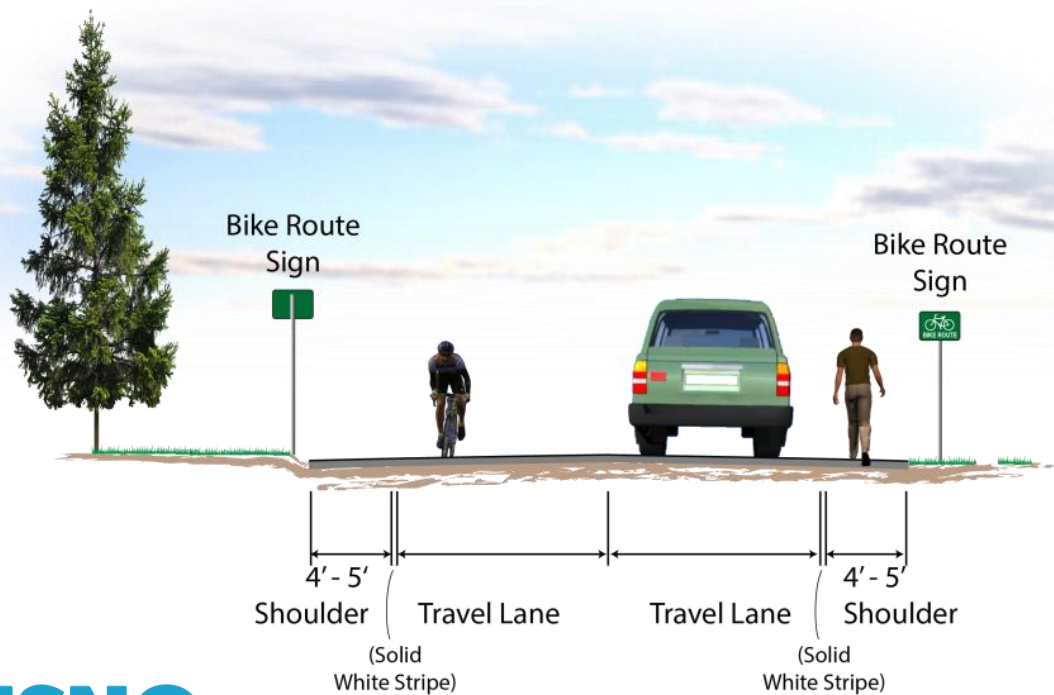 Bike Route
Sign
Bike Route
Sign
BIKE ROUTE
4' - 5'
Shoulder
Travel Lane
Travel Lane
4' - 5'
Shoulder
(Solid
White Stripe)
(Solid
White Stripe)